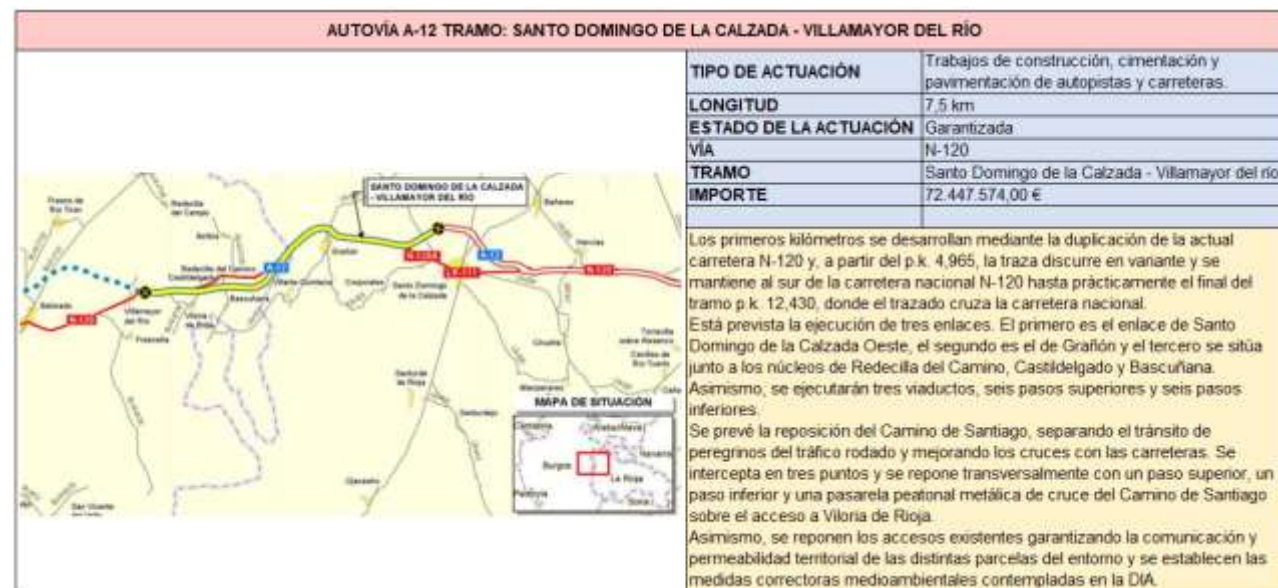 AUTOVÍA A-12 TRAMO: SANTO DOMINGO DE LA CALZADA - VILLAMAYOR DEL RÍO
TIPO DE ACTUACIÓN
Trabajos de construcción, cimentación y
pavimentación de autopistas y carreteras.
LONGITUD
7,5 km
ESTADO DE LA ACTUACIÓN
Garantizada
VÍA
N-120
TRAMO
Santo Domingo de la Calzada - Villamayor del río
IMPORTE
72.447.574,00 €
Los primeros kilómetros se desarrollan mediante la duplicación de la actual
carretera N-120 y, a partir del p.k. 4,965, la traza discurre en variante y se
mantiene al sur de la carretera nacional N-120 hasta prácticamente el final del
tramo p.k. 12,430, donde el trazado cruza la carretera nacional.
Está prevista la ejecución de tres enlaces. El primero es el enlace de Santo
Domingo de la Calzada Oeste, el segundo es el de Grañón y el tercero se sitúa
junto a los núcleos de Redecilla del Camino, Castildelgado y Bascuñana.
Asimismo, se ejecutarán tres viaductos, seis pasos superiores y seis pasos
inferiores.
Se prevé la reposición del Camino de Santiago, separando el tránsito de
peregrinos del tráfico rodado y mejorando los cruces con las carreteras. Se
intercepta en tres puntos y se repone transversalmente con un paso superior, un
paso inferior y una pasarela peatonal metálica de cruce del Camino de Santiago
sobre el acceso a Viloria de Rioja.
Asimismo, se reponen los accesos existentes garantizando la comunicación y
permeabilidad territorial de las distintas parcelas del entorno y se establecen las
medidas correctoras medioambientales contempladas en la DIA.
SANTO DOMINGO DE LA CALZADA
- VILLAMAYOR DEL RÍO
Redecilla
del Campo
Bañares
Grañón
A-12
A-12
N-120
N-120
Redecilla del Camino
Castildelgado
Bascuñana
Corporales
Santo Domingo
de la Calzada
Belorado
Villamayor
del Río
Fresneña
Santurde
de Rioja
Santurdejo
Manzanares
Ojacastro
San Vicente
MAPA DE SITUACIÓN
Burgos
La Rioja
Navarra
Soria